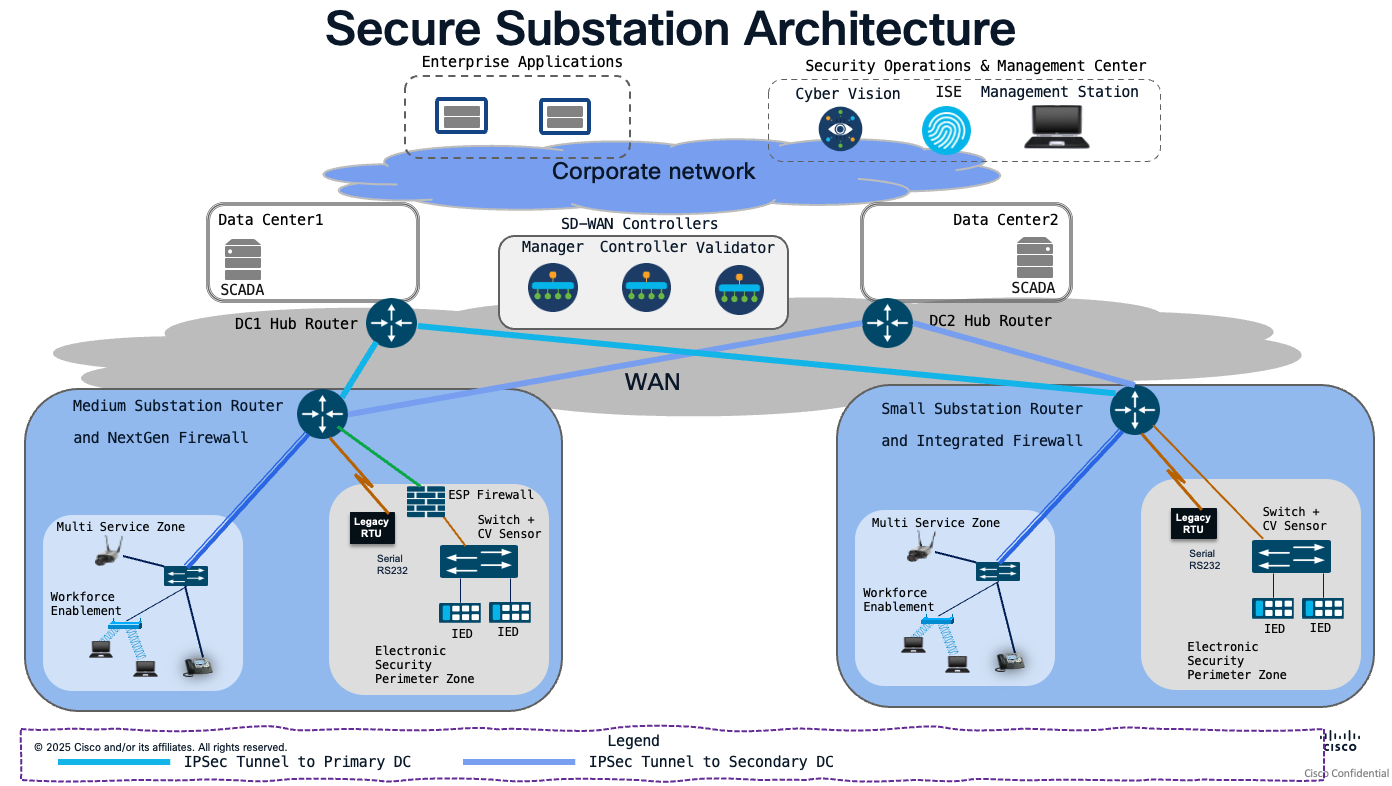 Secure Substation Architecture
Enterprise Applications
Security Operations & Management Center
Cyber Vision
ISE
Management Station
Corporate network
Data Center1
SCADA
SD-WAN Controllers
Manager
Controller
Validator
Data Center2
SCADA
DC1 Hub Router
DC2 Hub Router
WAN
Medium Substation Router
and NextGen Firewall
ESP Firewall
Legacy
RTU
Switch +
CV Sensor
Serial
RS232
Multi Service Zone
Workforce
Enablement
IED
IED
Electronic
Security
Perimeter Zone
Small Substation Router
and Integrated Firewall
Legacy
RTU
Switch +
CV Sensor
Serial
RS232
Multi Service Zone
Workforce
Enablement
IED
IED
Electronic
Security
Perimeter Zone
Legend
© 2025 Cisco and/or its affiliates. All rights reserved.
IPSec Tunnel to Primary DC
IPSec Tunnel to Secondary DC
CISCO
Cisco Confidential